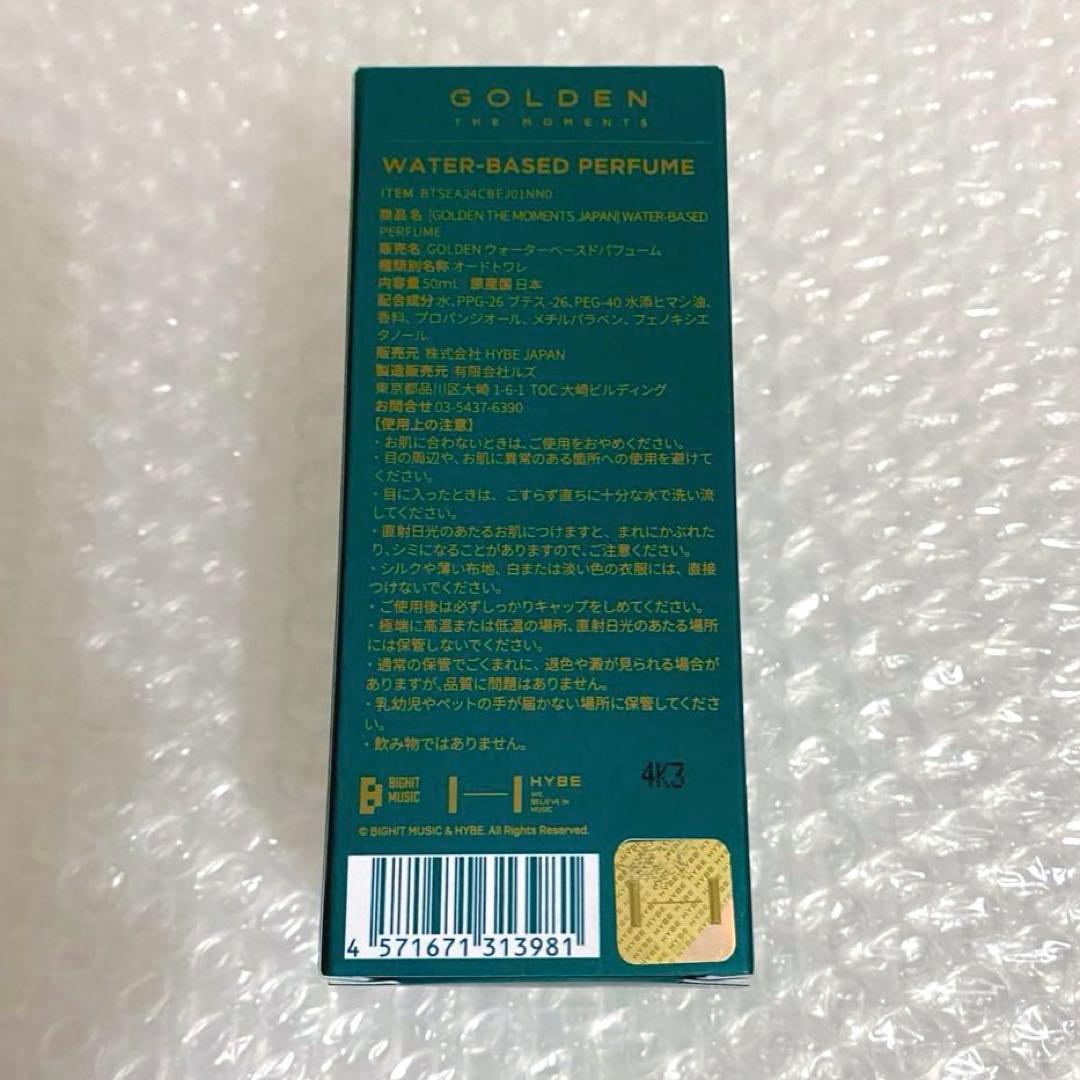 GOLDEN
THE MOMENTS
WATER-BASED PERFUME
ITEM BTSEA24CBEJ01NN0
商品名 [GOLDEN THE MOMENTS JAPAN] WATER-BASED
PERFUME
販売名 GOLDEN ウォーターベースドパフューム
種類別名称 オードトワレ
内容量 50mL 原産国 日本
配合成分 水、PPG-26 ブテス -26、PEG-40 水添ヒマシ油、
香料、プロパンジオール、メチルパラベン、フェノキシエ
タノール
販売元 株式会社 HYBE JAPAN
製造販売元 有限会社ルズ
東京都品川区大崎 1-6-1 TOC 大崎ビルディング
お問合せ 03-5437-6390
【使用上の注意】
・お肌に合わないときは、ご使用をおやめください。
・目の周辺や、お肌に異常のある箇所への使用を避けて
ください。
・目に入ったときは、こすらず直ちに十分な水で洗い流
してください。
・直射日光のあたるお肌につけますと、まれにかぶれた
り、シミになることがありますので、ご注意ください。
・シルクや薄い布地、白または淡い色の衣服には、直接
つけないでください。
・ご使用後は必ずしっかりキャップをしめてください。
・極端に高温または低温の場所、直射日光のあたる場所
には保管しないでください。
・通常の保管でごくまれに、退色や澱が見られる場合が
ありますが、品質に問題はありません。
・乳幼児やペットの手が届かない場所に保管してくださ
い。
・飲み物ではありません。
BIGHIT
MUSIC
HYBE
WE
BELIEVE IN
MUSIC
4K3
© BIGHIT MUSIC & HYBE. All Rights Reserved.
4 571671 313981
HYBE HYBE HYBE